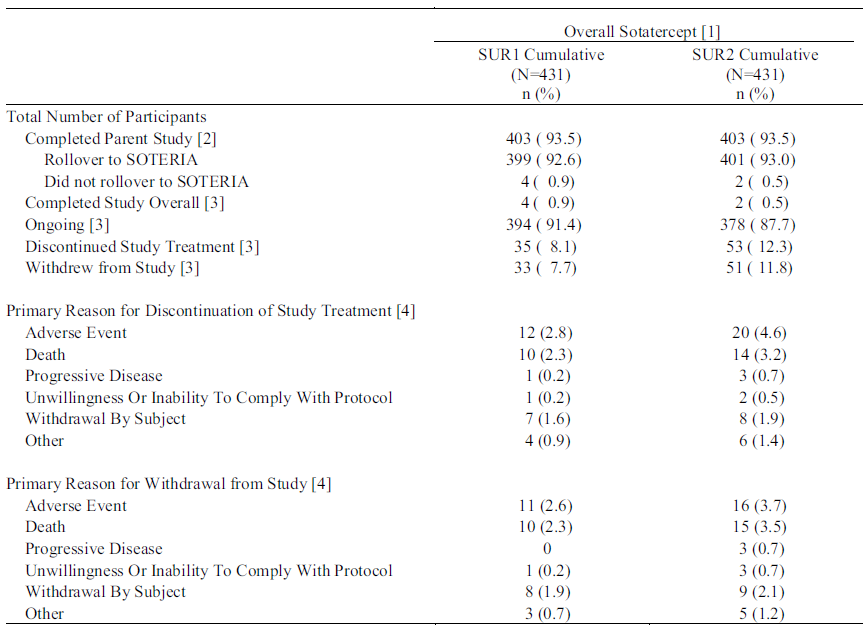 Overall Sotatercept [1]
SUR1 Cumulative SUR2 Cumulative
(N=431) (N=431)
n (%) n (%)
Total Number of Participants
Completed Parent Study [2] 403 ( 93.5) 403 ( 93.5)
Rollover to SOTERIA 399 ( 92.6) 401 ( 93.0)
Did not rollover to SOTERIA 4 ( 0.9) 2 ( 0.5)
Completed Study Overall [3] 4 ( 0.9) 2 ( 0.5)
Ongoing [3] 394 ( 91.4) 378 ( 87.7)
Discontinued Study Treatment [3] 35 ( 8.1) 53 ( 12.3)
Withdrew from Study [3] 33 ( 7.7) 51 ( 11.8)
Primary Reason for Discontinuation of Study Treatment [4]
Adverse Event 12 (2.8) 20 (4.6)
Death 10 (2.3) 14 (3.2)
Progressive Disease 1 (0.2) 3 (0.7)
Unwillingness Or Inability To Comply With Protocol 1 (0.2) 2 (0.5)
Withdrawal By Subject 7 (1.6) 8 (1.9)
Other 4 (0.9) 6 (1.4)
Primary Reason for Withdrawal from Study [4]
Adverse Event 11 (2.6) 16 (3.7)
Death 10 (2.3) 15 (3.5)
Progressive Disease 0 3 (0.7)
Unwillingness Or Inability To Comply With Protocol 1 (0.2) 3 (0.7)
Withdrawal By Subject 8 (1.9) 9 (2.1)
Other 3 (0.7) 5 (1.2)